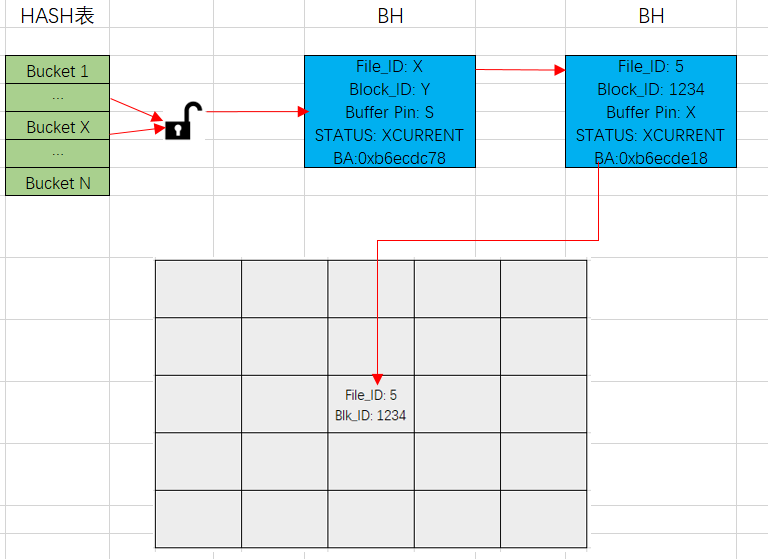 HASH表
BH
BH
Bucket 1
...
Bucket X
...
Bucket N
File_ID: X
Block_ID: Y
Buffer Pin: S
STATUS: XCURRENT
BA:0xb6ecdc78
File_ID: 5
Block_ID: 1234
Buffer Pin: X
STATUS: XCURRENT
BA:0xb6ecde18
File_ID: 5
Blk_ID: 1234